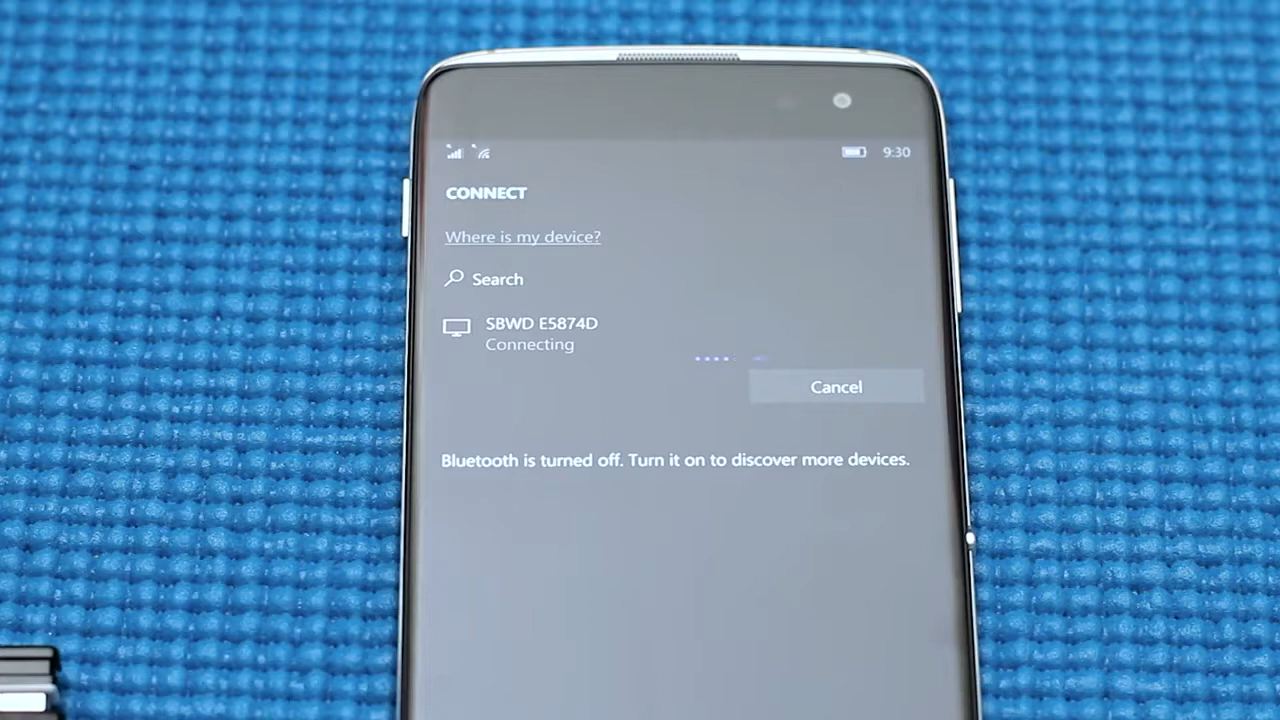 9:30
CONNECT
Where is my device?
Search
SBWD E5874D
Connecting
Cancel
Bluetooth is turned off. Turn it on to discover more devices.